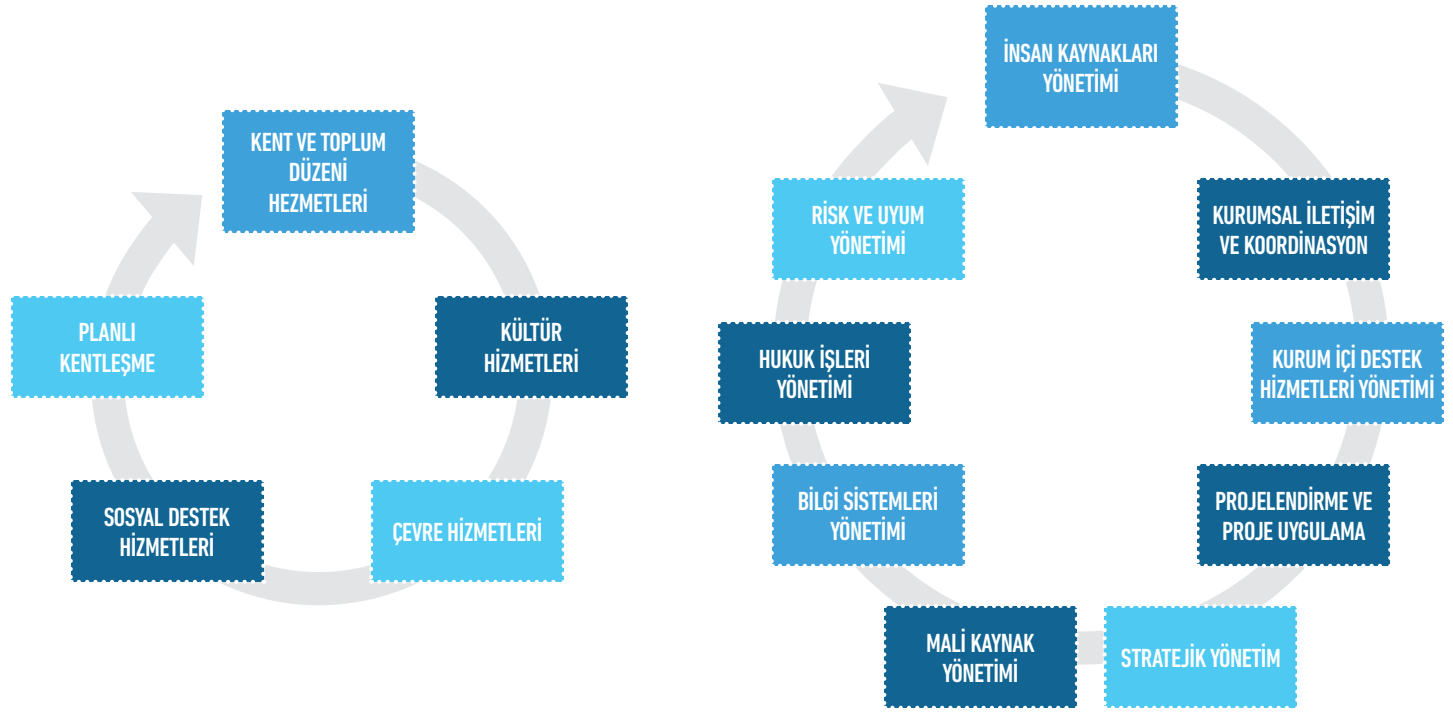 KENT VE TOPLUM
DÜZENİ
HEZMETLERİ
KÜLTÜR
HİZMETLERİ
ÇEVRE HİZMETLERİ
SOSYAL DESTEK
HİZMETLERİ
PLANLI
KENTLEŞME
İNSAN KAYNAKLARI
YÖNETİMİ
KURUMSAL İLETİŞİM
VE KOORDİNASYON
KURUM İÇİ DESTEK
HİZMETLERİ YÖNETİMİ
PROJELENDİRME VE
PROJE UYGULAMA
STRATEJİK YÖNETİM
MALİ KAYNAK
YÖNETİMİ
BİLGİ SİSTEMLERİ
YÖNETİMİ
HUKUK İŞLERİ
YÖNETİMİ
RİSK VE UYUM
YÖNETİMİ